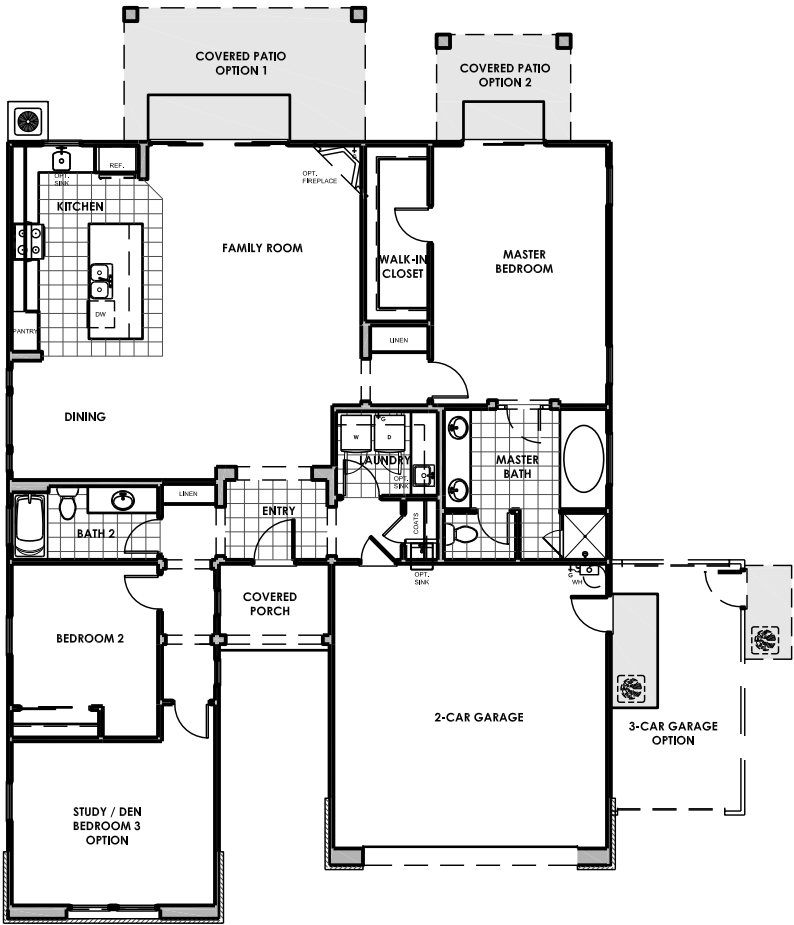 COVERED PATIO
OPTION 1
COVERED PATIO
OPTION 2
REF.
OPT.
SINK
OPT.
FIREPLACE
KITCHEN
FAMILY ROOM
WALK-IN
CLOSET
MASTER
BEDROOM
DW
PANTRY
LINEN
DINING
W
D
G
LAUNDRY
OPT.
SINK
MASTER
BATH
LINEN
ENTRY
BATH 2
COATS
OPT.
SINK
G
WH
COVERED
PORCH
BEDROOM 2
2-CAR GARAGE
3-CAR GARAGE
OPTION
STUDY / DEN
BEDROOM 3
OPTION